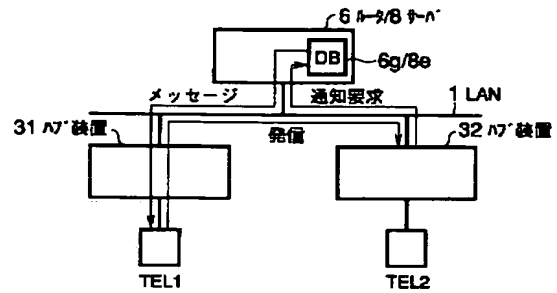 6 ルータ/8 サーバ
DB
6g/8e
メッセージ
通知要求
1 LAN
31 ハブ装置
発信
32 ハブ装置
TEL1
TEL2